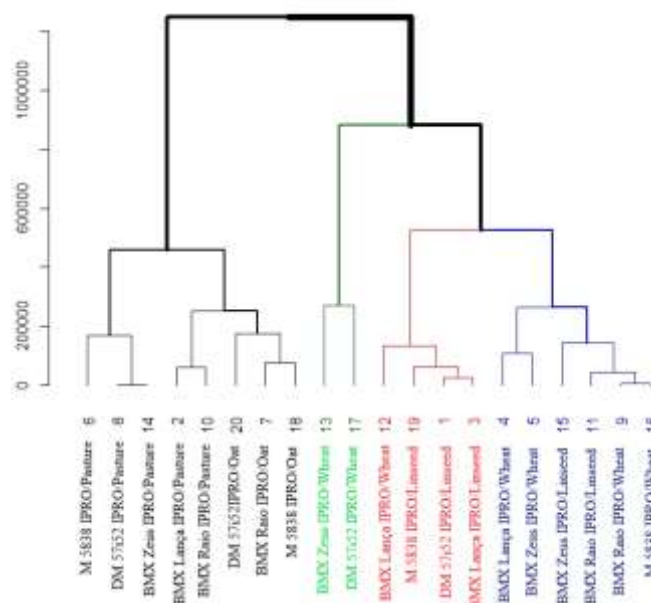 1000000
600000
200000
0
6
8
14
2
10
20
7
18
13
17
12
19
1
3
4
5
15
11
9
16
M 5838 IPRO/Pasture
DM 57i52 IPRO/Pasture
BMX Zeus IPRO/Pasture
BMX Lança IPRO/Pasture
BMX Raio IPRO/Pasture
DM 57i52IPRO/Oat
BMX Raio IPRO/Oat
M 5838 IPRO/Oat
BMX Zeus IPRO/Wheat
DM 57i52 IPRO/Wheat
BMX Lança IPRO/Wheat
M 5838 IPRO/Linseed
DM 57i52 IPRO/Linseed
BMX Lança IPRO/Linseed
BMX Lança IPRO/Wheat
BMX Zeus IPRO/Wheat
BMX Zeus IPRO/Linseed
BMX Raio IPRO/Linseed
BMX Raio IPRO/Wheat
IPRO/Wheat